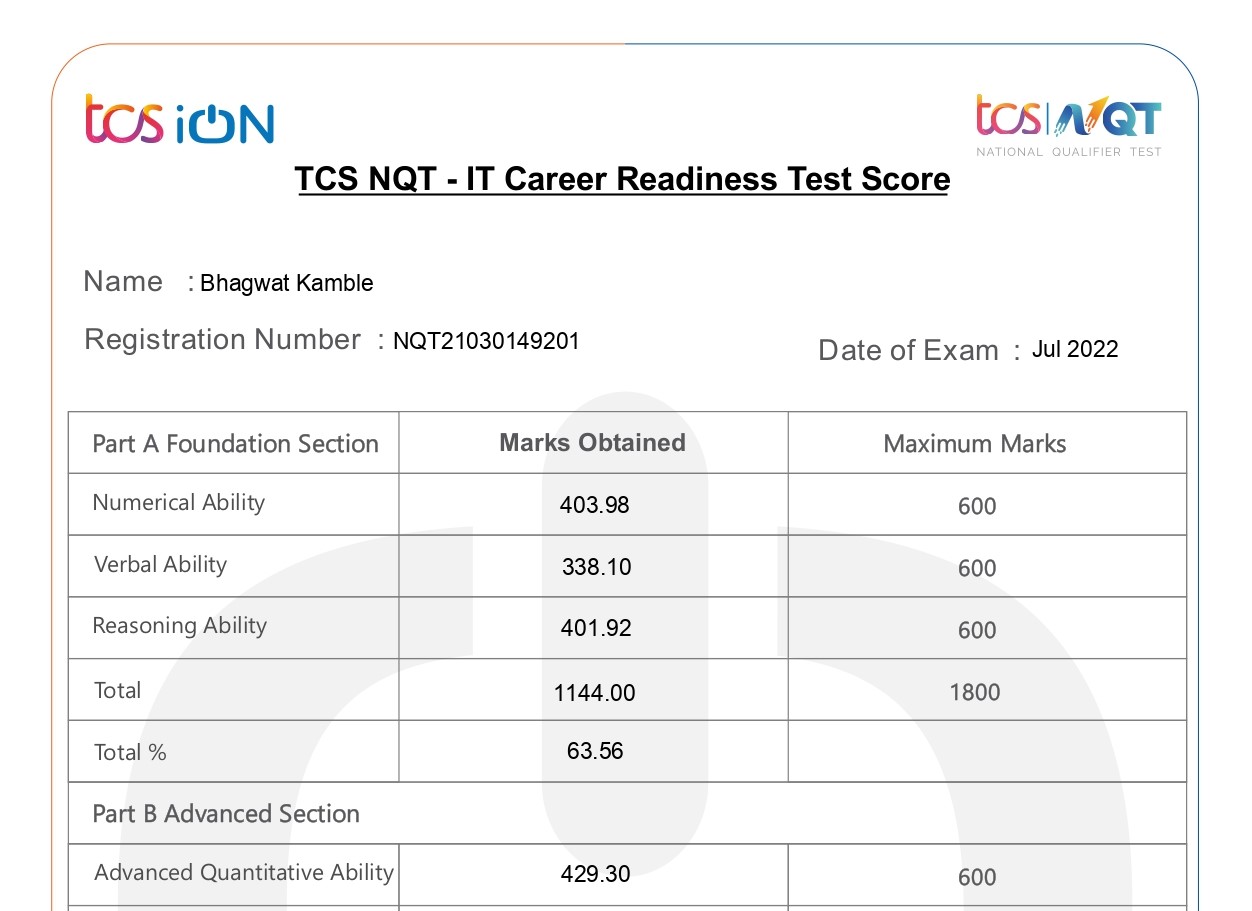 tcs iON
tcs | NQT
NATIONAL QUALIFIER TEST
TCS NQT - IT Career Readiness Test Score
Name : Bhagwat Kamble
Registration Number : NQT21030149201
Date of Exam : Jul 2022
Part A Foundation Section Marks Obtained Maximum Marks
Numerical Ability 403.98 600
Verbal Ability 338.10 600
Reasoning Ability 401.92 600
Total 1144.00 1800
Total % 63.56
Part B Advanced Section
Advanced Quantitative Ability 429.30 600